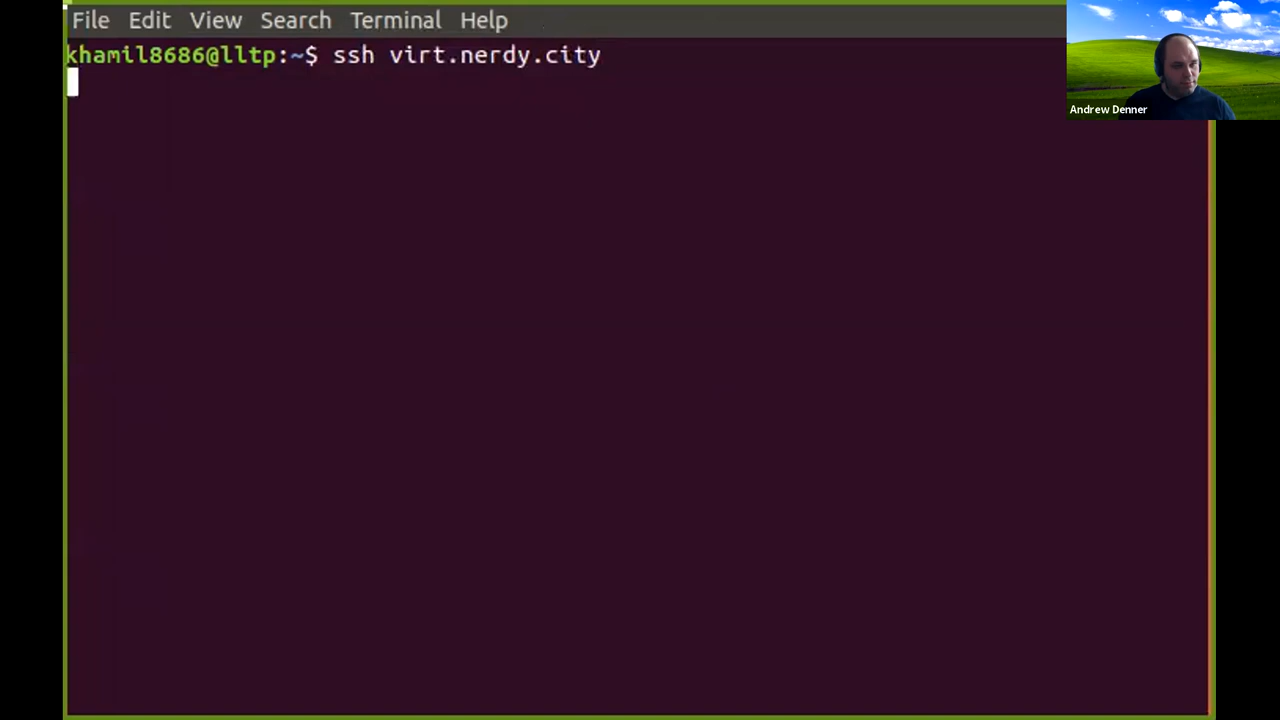 File Edit View Search Terminal Help
khamil8686@lltp:~$ ssh virt.nerdy.city
Andrew Denner